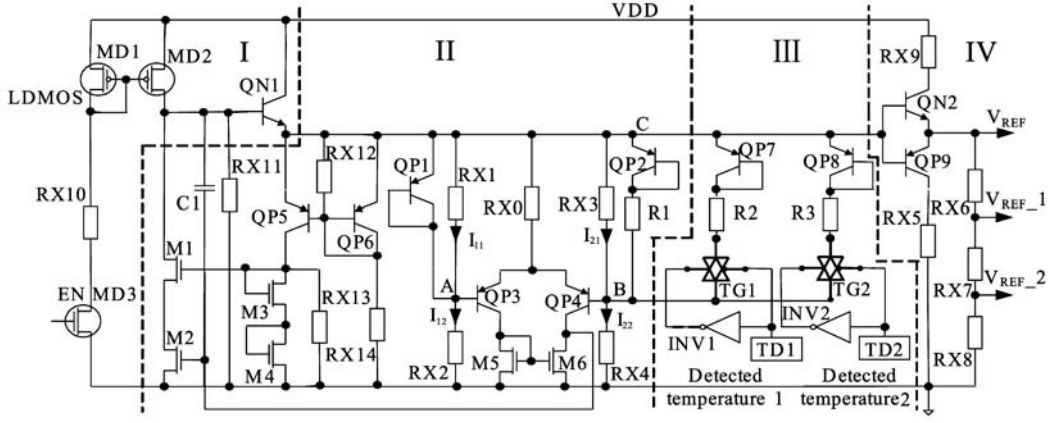 VDD
I
II
III
IV
MD1
MD2
LDMOS
QN1
RX9
QN2
V_REF
C
RX11
RX12
QP1
RX1
RX0
RX3
QP2
QP7
QP8
QP9
RX10
C1
QP5
QP6
R1
R2
R3
RX5
RX6
V_REF_1
I11
I21
M1
A
B
QP3
QP4
TG1
TG2
V_REF_2
EN
MD3
M3
RX13
I12
I22
INV2
RX7
M2
RX14
M5
M6
INV1
TD1
TD2
M4
RX2
RX4
RX8
Detected
temperature 1
Detected
temperature2